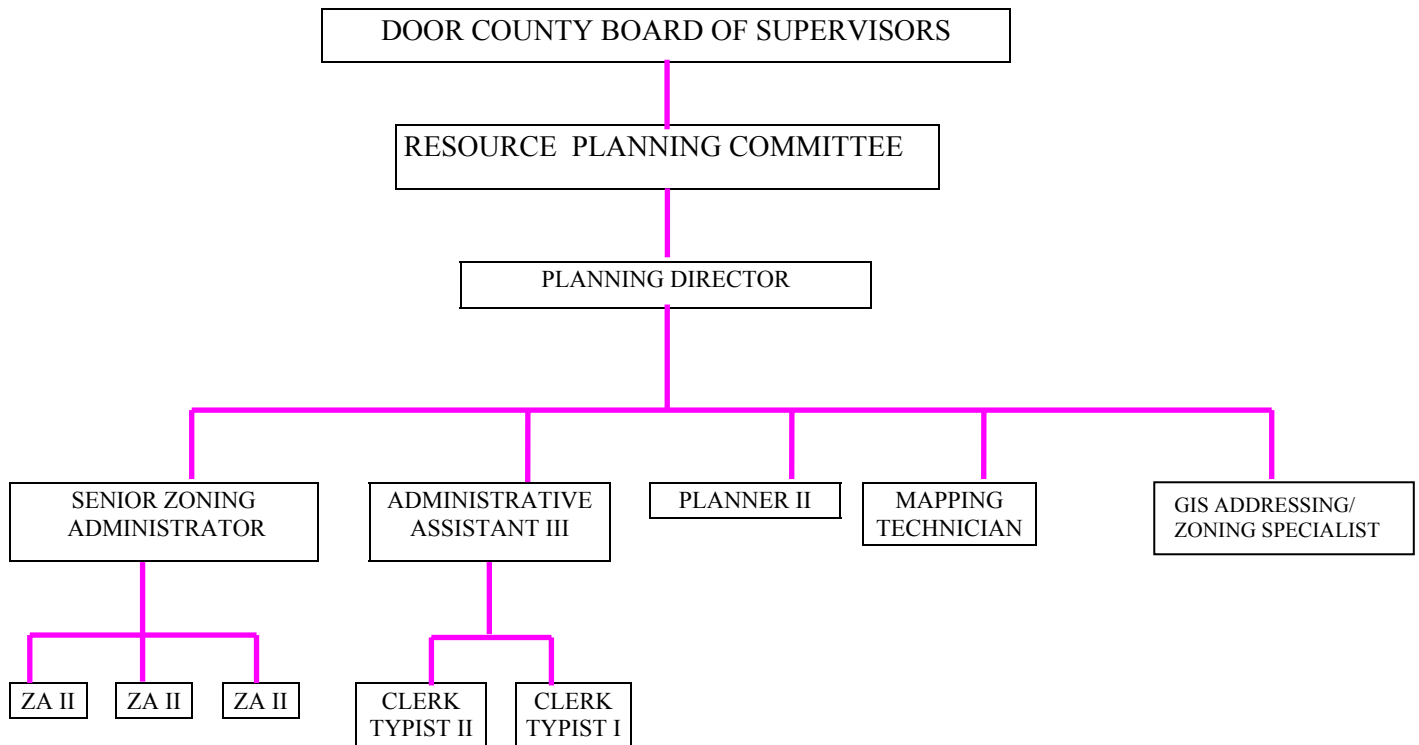 DOOR COUNTY BOARD OF SUPERVISORS
RESOURCE PLANNING COMMITTEE
PLANNING DIRECTOR
SENIOR ZONING
ADMINISTRATOR
ADMINISTRATIVE
ASSISTANT III
PLANNER II
MAPPING
TECHNICIAN
GIS ADDRESSING/
ZONING SPECIALIST
ZA II
ZA II
ZA II
CLERK
TYPIST II
CLERK
TYPIST I